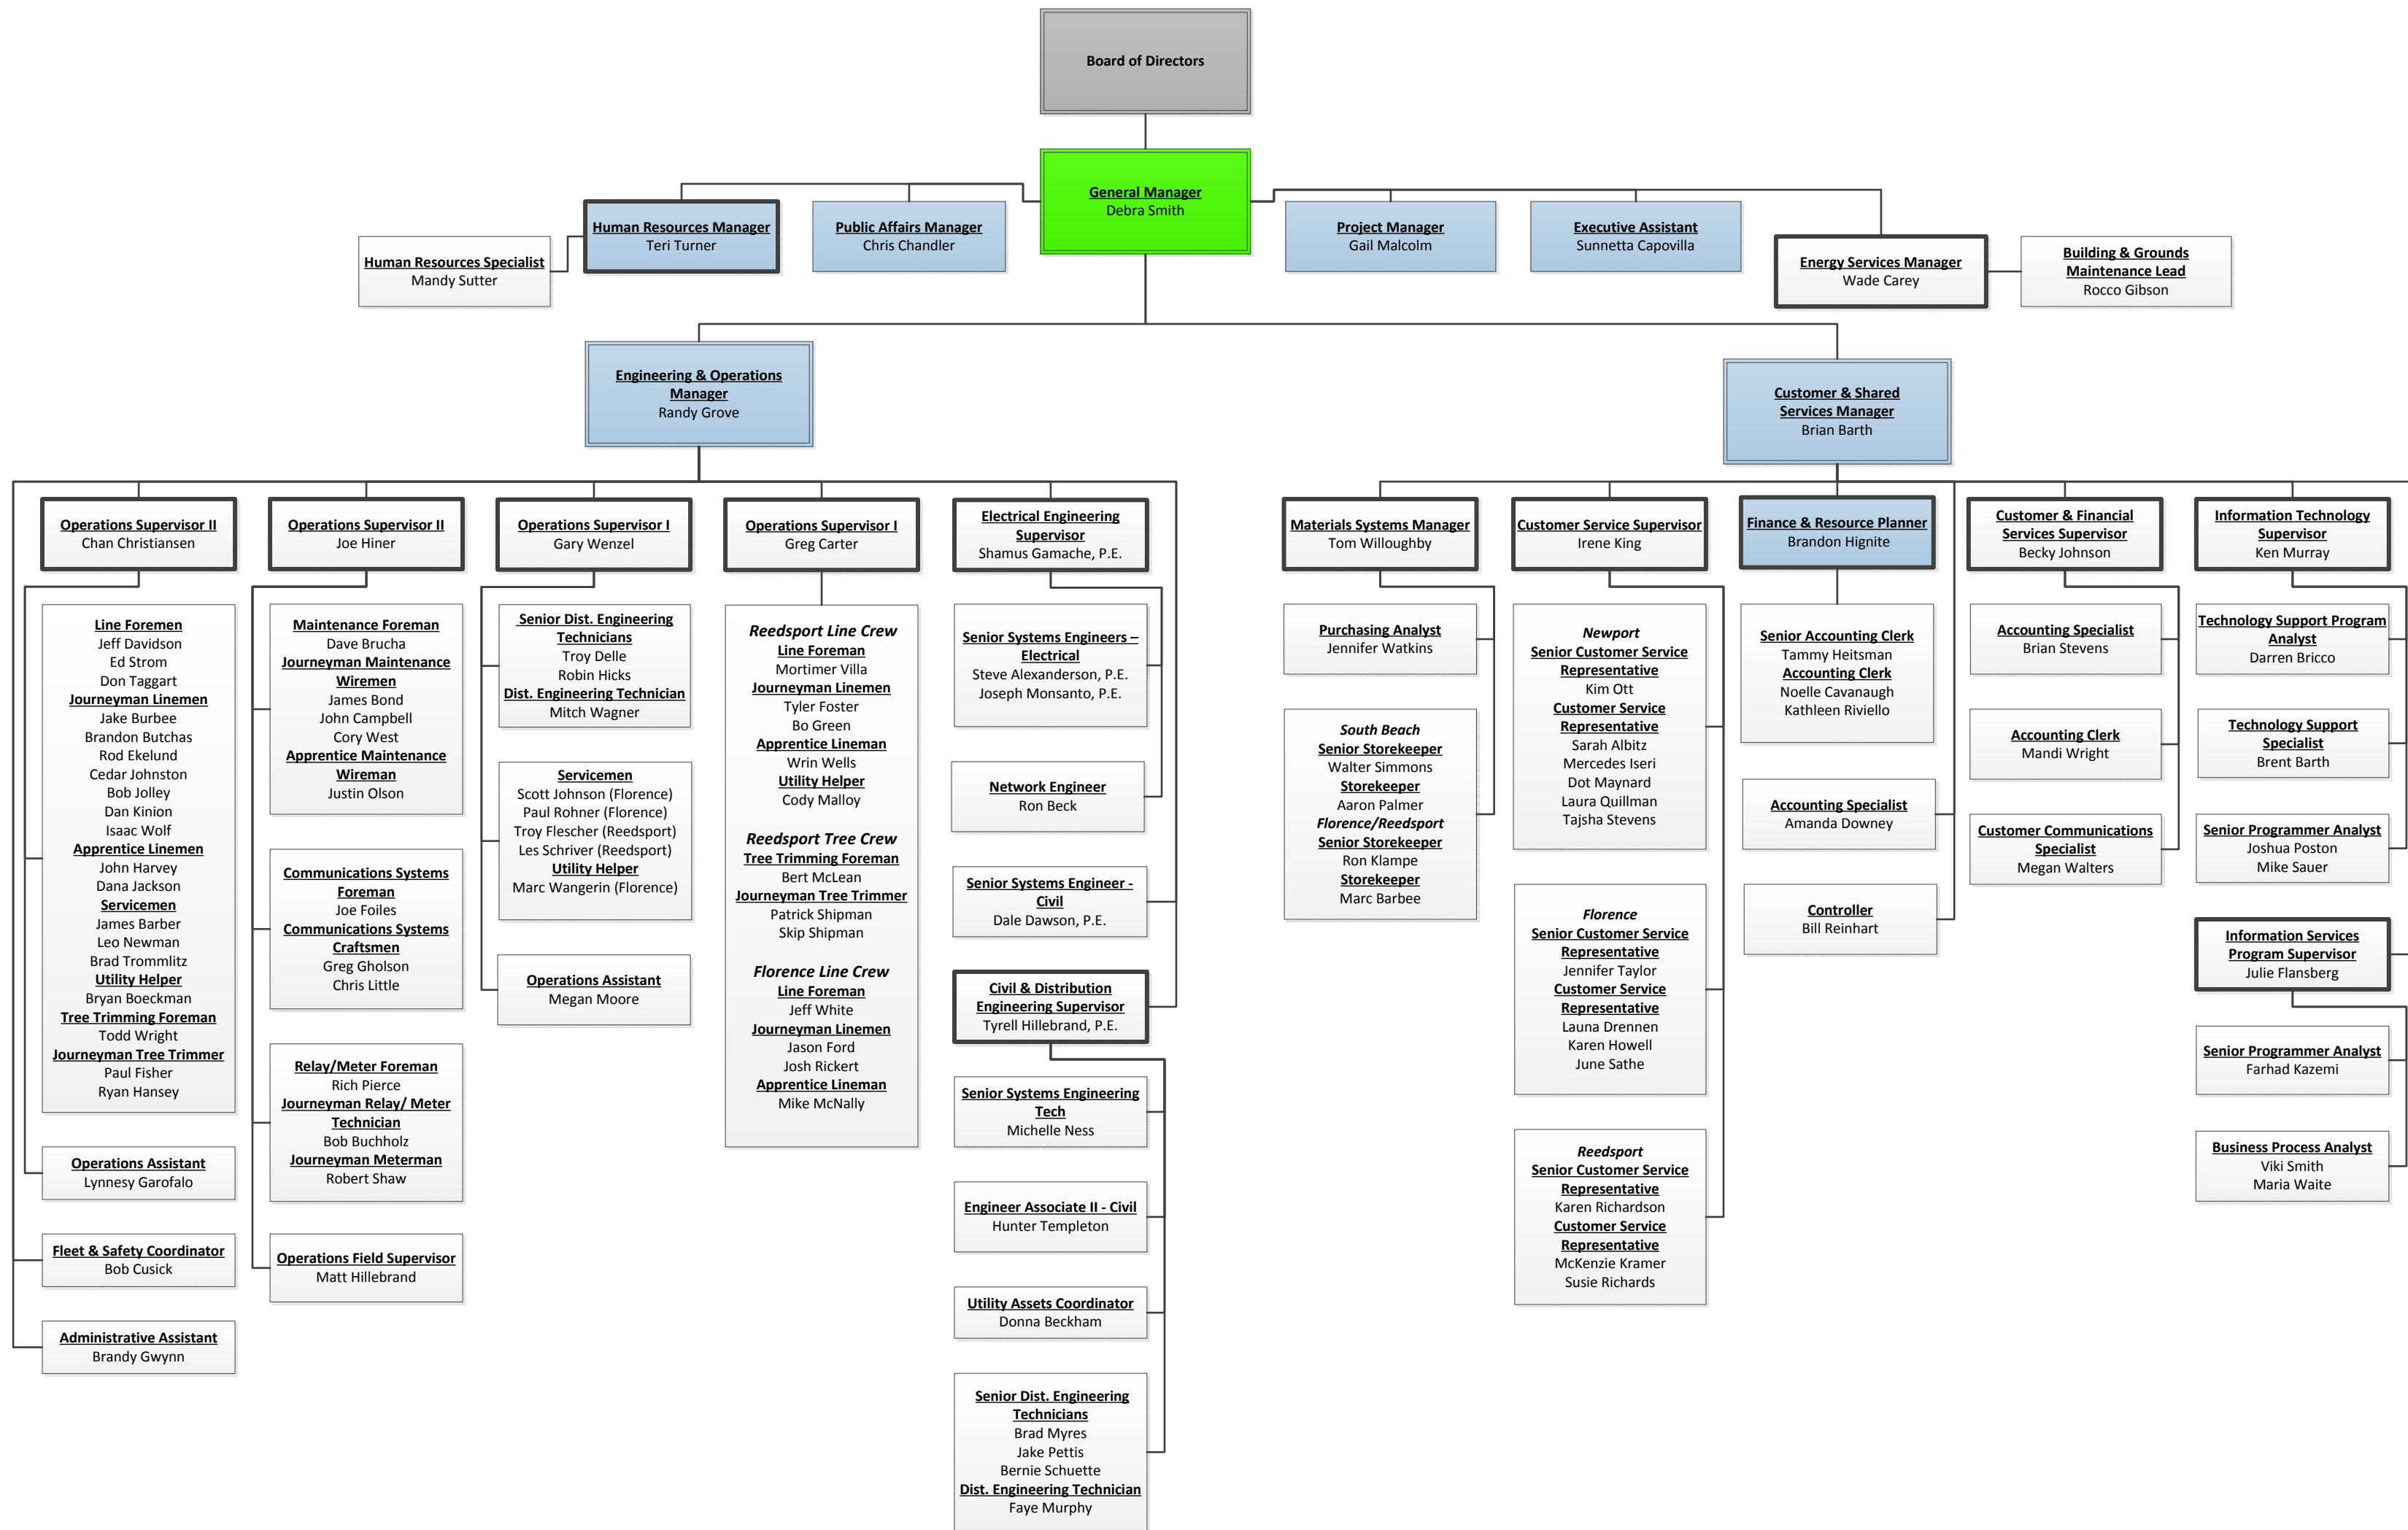 Board of Directors
General Manager
Debra Smith
Human Resources Manager
Teri Turner
Public Affairs Manager
Chris Chandler
Project Manager
Gail Malcolm
Executive Assistant
Sunnetta Capovilla
Human Resources Specialist
Mandy Sutter
Energy Services Manager
Wade Carey
Building & Grounds
Maintenance Lead
Rocco Gibson
Engineering & Operations
Manager
Randy Grove
Customer & Shared
Services Manager
Brian Barth
Operations Supervisor II
Chan Christiansen
Line Foremen
Jeff Davidson
Ed Strom
Don Taggart
Journeyman Linemen
Jake Burbee
Brandon Butchas
Rod Ekelund
Cedar Johnston
Bob Jolley
Dan Kinion
Isaac Wolf
Apprentice Linemen
John Harvey
Dana Jackson
Servicemen
James Barber
Leo Newman
Brad Trommlitz
Utility Helper
Bryan Boeckman
Tree Trimming Foreman
Todd Wright
Journeyman Tree Trimmer
Paul Fisher
Ryan Hansey
Operations Assistant
Lynnesy Garofalo
Fleet & Safety Coordinator
Bob Cusick
Administrative Assistant
Brandy Gwynn
Operations Supervisor II
Joe Hiner
Maintenance Foreman
Dave Brucha
Journeyman Maintenance
Wiremen
James Bond
John Campbell
Cory West
Apprentice Maintenance
Wireman
Justin Olson
Communications Systems
Foreman
Joe Foiles
Communications Systems
Craftsmen
Greg Gholson
Chris Little
Relay/Meter Foreman
Rich Pierce
Journeyman Relay/ Meter
Technician
Bob Buchholz
Journeyman Meterman
Robert Shaw
Operations Field Supervisor
Matt Hillebrand
Operations Supervisor I
Gary Wenzel
Senior Dist. Engineering
Technicians
Troy Delle
Robin Hicks
Dist. Engineering Technician
Mitch Wagner
Servicemen
Scott Johnson (Florence)
Paul Rohner (Florence)
Troy Flescher (Reedsport)
Les Schriver (Reedsport)
Utility Helper
Marc Wangerin (Florence)
Operations Assistant
Megan Moore
Operations Supervisor I
Greg Carter
Reedsport Line Crew
Line Foreman
Mortimer Villa
Journeyman Linemen
Tyler Foster
Bo Green
Apprentice Lineman
Wrin Wells
Utility Helper
Cody Malloy
Reedsport Tree Crew
Tree Trimming Foreman
Bert McLean
Journeyman Tree Trimmer
Patrick Shipman
Skip Shipman
Florence Line Crew
Line Foreman
Jeff White
Journeyman Linemen
Jason Ford
Josh Rickert
Apprentice Lineman
Mike McNally
Electrical Engineering
Supervisor
Shamus Gamache, P.E.
Senior Systems Engineers –
Electrical
Steve Alexanderson, P.E.
Joseph Monsanto, P.E.
Network Engineer
Ron Beck
Senior Systems Engineer -
Civil
Dale Dawson, P.E.
Civil & Distribution
Engineering Supervisor
Tyrell Hillebrand, P.E.
Senior Systems Engineering
Tech
Michelle Ness
Engineer Associate II - Civil
Hunter Templeton
Utility Assets Coordinator
Donna Beckham
Senior Dist. Engineering
Technicians
Brad Myres
Jake Pettis
Bernie Schuette
Dist. Engineering Technician
Faye Murphy
Materials Systems Manager
Tom Willoughby
Purchasing Analyst
Jennifer Watkins
South Beach
Senior Storekeeper
Walter Simmons
Storekeeper
Aaron Palmer
Florence/Reedsport
Senior Storekeeper
Ron Klampe
Storekeeper
Marc Barbee
Customer Service Supervisor
Irene King
Newport
Senior Customer Service
Representative
Kim Ott
Customer Service
Representative
Sarah Albitz
Mercedes Iseri
Dot Maynard
Laura Quillman
Tajsha Stevens
Florence
Senior Customer Service
Representative
Jennifer Taylor
Customer Service
Representative
Launa Drennen
Karen Howell
June Sathe
Reedsport
Senior Customer Service
Representative
Karen Richardson
Customer Service
Representative
McKenzie Kramer
Susie Richards
Finance & Resource Planner
Brandon Hignite
Senior Accounting Clerk
Tammy Heitsman
Accounting Clerk
Noelle Cavanaugh
Kathleen Riviello
Accounting Specialist
Amanda Downey
Controller
Bill Reinhart
Customer & Financial
Services Supervisor
Becky Johnson
Accounting Specialist
Brian Stevens
Accounting Clerk
Mandi Wright
Customer Communications
Specialist
Megan Walters
Information Technology
Supervisor
Ken Murray
Technology Support Program
Analyst
Darren Bricco
Technology Support
Specialist
Brent Barth
Senior Programmer Analyst
Joshua Poston
Mike Sauer
Information Services
Program Supervisor
Julie Flansberg
Senior Programmer Analyst
Farhad Kazemi
Business Process Analyst
Viki Smith
Maria Waite